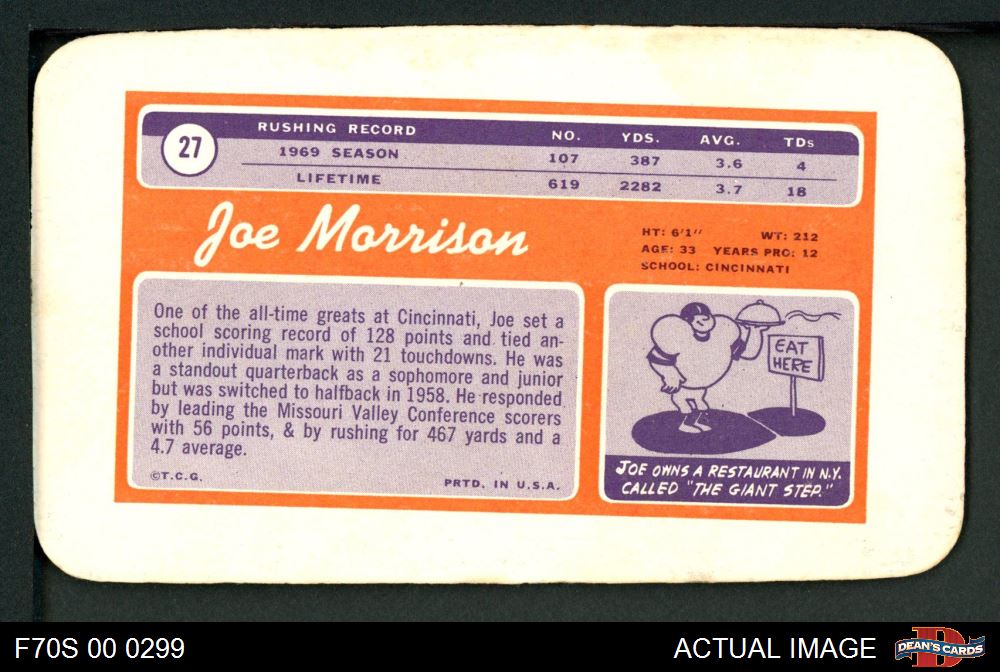 27
RUSHING RECORD NO. YDS. AVG. TDs
1969 SEASON 107 387 3.6 4
LIFETIME 619 2282 3.7 18
Joe Morrison
HT: 6'1" WT: 212
AGE: 33 YEARS PRO: 12
SCHOOL: CINCINNATI
One of the all-time greats at Cincinnati, Joe set a
school scoring record of 128 points and tied an-
other individual mark with 21 touchdowns. He was
a standout quarterback as a sophomore and junior
but was switched to halfback in 1958. He responded
by leading the Missouri Valley Conference scorers
with 56 points, & by rushing for 467 yards and a
4.7 average.
©T.C.G. PRTD. IN U.S.A.
EAT
HERE
JOE OWNS A RESTAURANT IN N.Y.
CALLED "THE GIANT STEP."
F70S 00 0299
ACTUAL IMAGE
D
DEAN'S CARDS